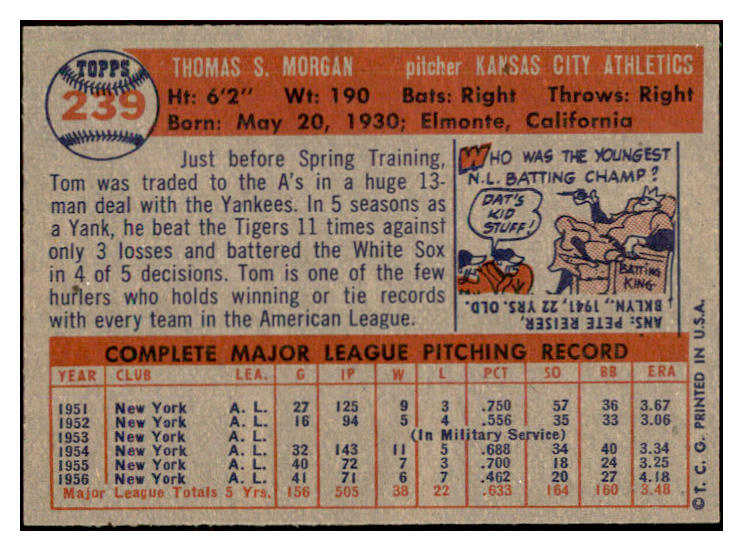 TOPPS
239
THOMAS S. MORGAN pitcher KANSAS CITY ATHLETICS
Ht: 6'2" Wt: 190 Bats: Right Throws: Right
Born: May 20, 1930; Elmonte, California
Just before Spring Training,
Tom was traded to the A's in a huge 13-
man deal with the Yankees. In 5 seasons as
a Yank, he beat the Tigers 11 times against
only 3 losses and battered the White Sox
in 4 of 5 decisions. Tom is one of the few
hurlers who holds winning or tie records
with every team in the American League.
WHO WAS THE YOUNGEST
N.L. BATTING CHAMP?
DAT'S
KID
STUFF!
BATTING
KING
ANS: PETE REISER,
BKLYN., 1941, 22 YRS. OLD.
COMPLETE MAJOR LEAGUE PITCHING RECORD
YEAR CLUB LEA. G IP W L PCT SO BB ERA
1951 New York A. L. 27 125 9 3 .750 57 36 3.67
1952 New York A. L. 16 94 5 4 .556 35 33 3.06
1953 New York A. L. (In Military Service)
1954 New York A. L. 32 143 11 5 .688 34 40 3.34
1955 New York A. L. 40 72 7 3 .700 18 24 3.25
1956 New York A. L. 41 71 6 7 .462 20 27 4.18
Major League Totals 5 Yrs. 156 505 38 22 .633 164 160 3.48
© T. C. G. PRINTED IN U.S.A.